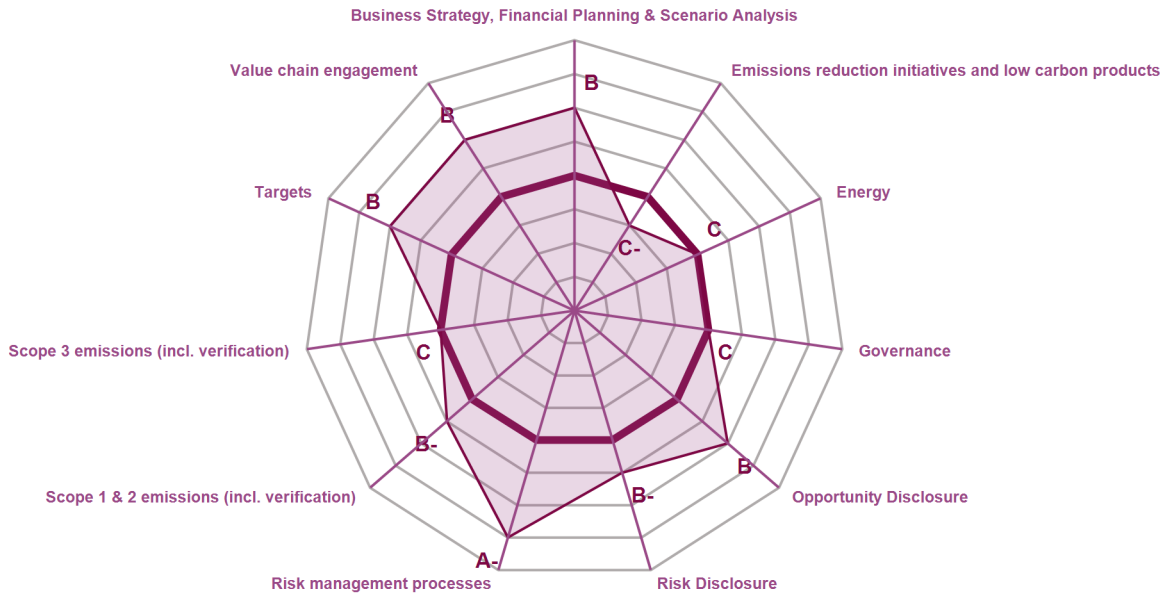 Business Strategy, Financial Planning & Scenario Analysis
Value chain engagement
Emissions reduction initiatives and low carbon products
B
B
Targets
Energy
B
C
C-
Scope 3 emissions (incl. verification)
C
C
Governance
B-
B
Scope 1 & 2 emissions (incl. verification)
B-
Opportunity Disclosure
A-
Risk management processes
Risk Disclosure